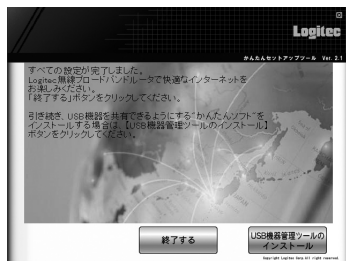 Logitec
かんたんセットアップツール Ver. 2.1
すべての設定が完了しました。
Logitec無線ブロードバンドルータで快適なインターネットを
お楽しみください。
「終了する」ボタンをクリックしてください。
引き続き、USB機器を共有できるようにする"かんたんソフト"を
インストールする場合は、【USB機器管理ツールのインストール】
ボタンをクリックしてください。
終了する
USB機器管理ツールの
インストール
Copyright Logitec Corp All right reserved.